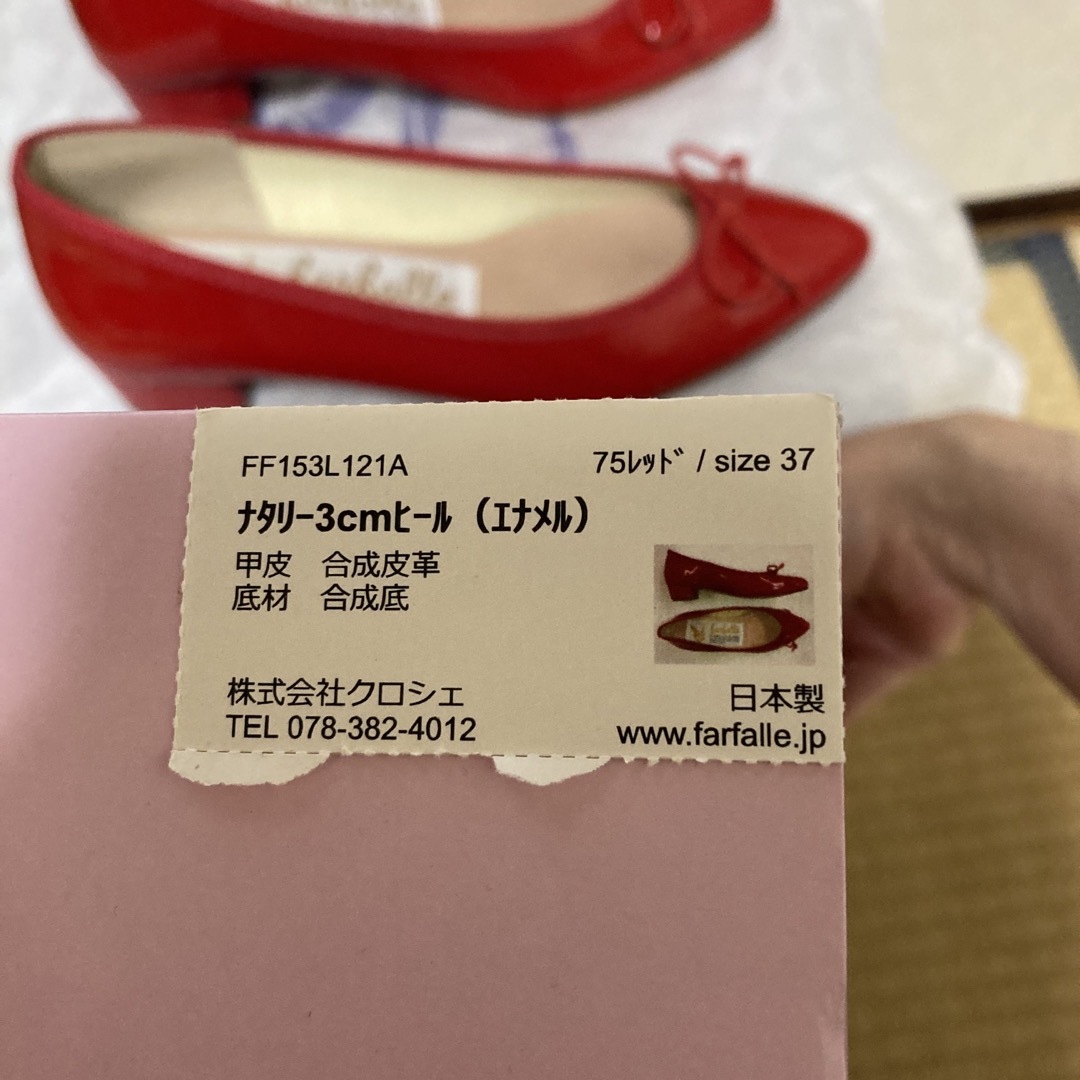 farfalle
FF153L121A 75ﾚｯﾄﾞ / size 37
ﾅﾀﾘｰ3cmﾋｰﾙ（ｴﾅﾒﾙ）
甲皮　合成皮革
底材　合成底
株式会社クロシェ 日本製
TEL 078-382-4012 www.farfalle.jp